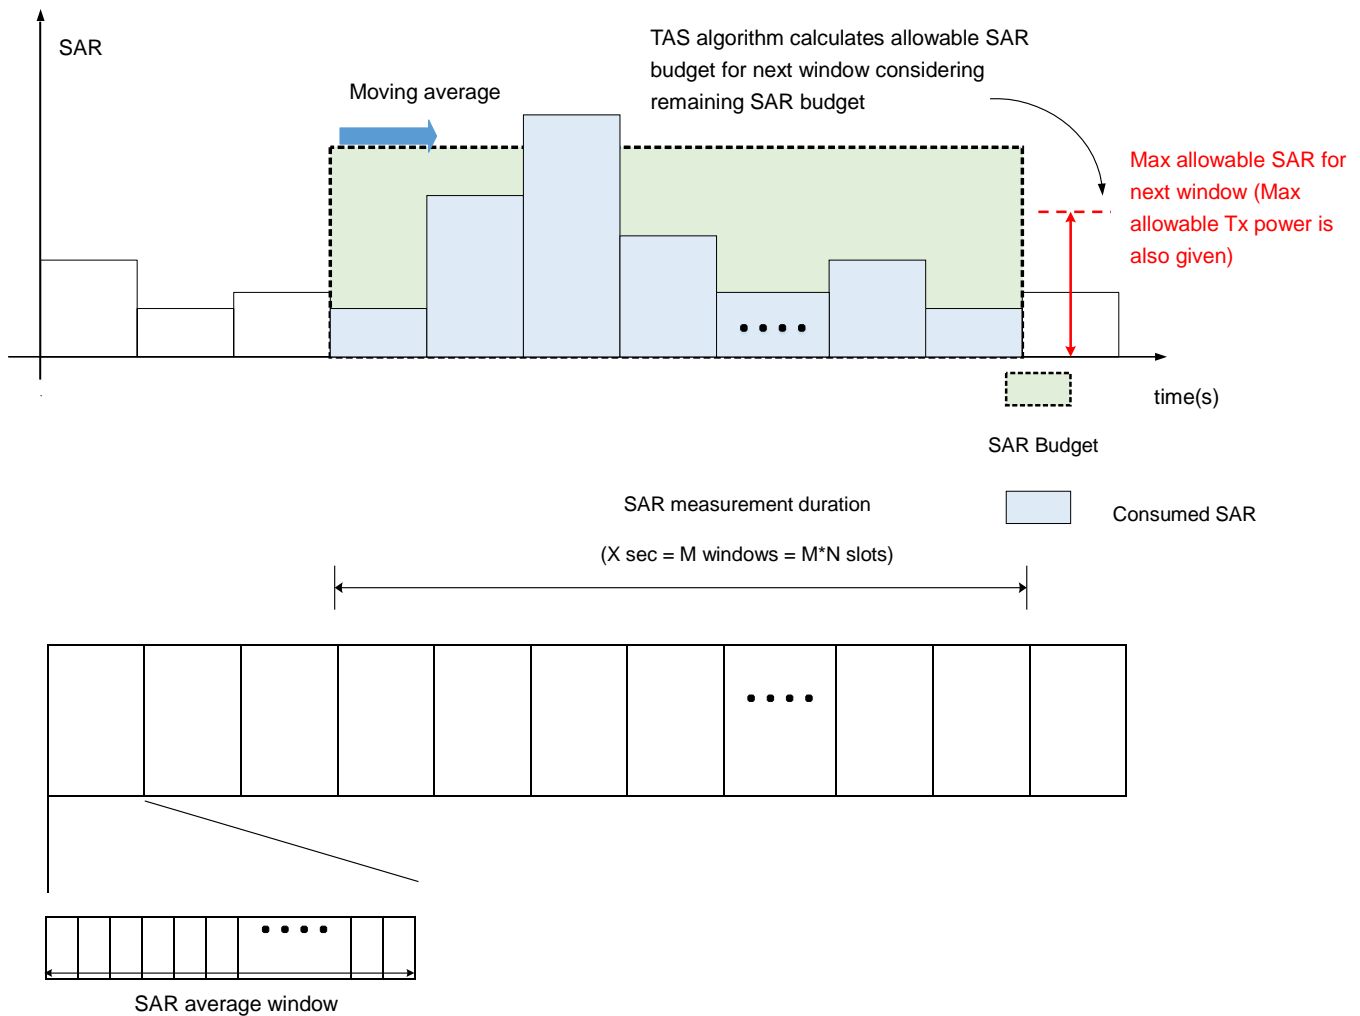 SAR
TAS algorithm calculates allowable SAR
budget for next window considering
remaining SAR budget
Moving average
Max allowable SAR for
next window (Max
allowable Tx power is
also given)
time(s)
SAR Budget
SAR measurement duration
Consumed SAR
(X sec = M windows = M*N slots)
SAR average window